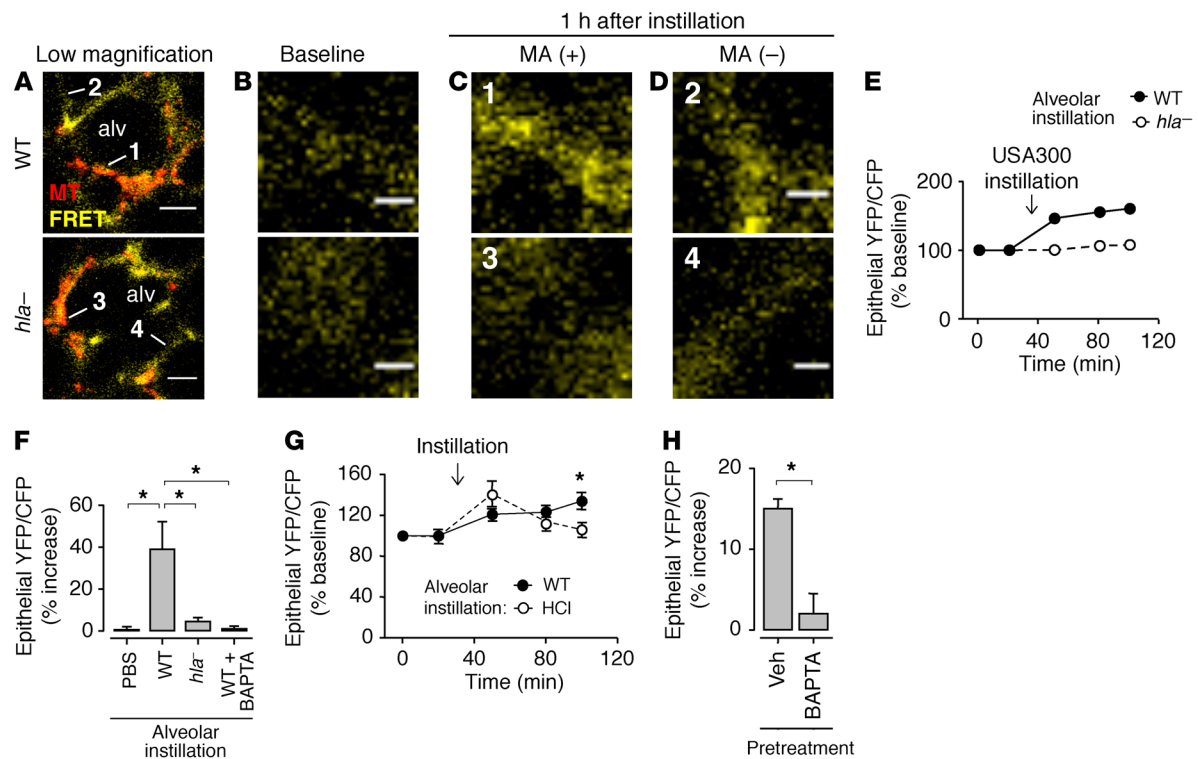 1 h after instillation
Low magnification
Baseline
MA (+)
MA (–)
A
B
C
D
E
WT
2
alv
1
MT
FRET
1
2
hla–
alv
3
4
3
4
Alveolar
instillation
WT
hla–
USA300
instillation
Epithelial YFP/CFP
(% baseline)
200
100
0
0
40
80
120
Time (min)
F
Epithelial YFP/CFP
(% increase)
60
40
20
0
*
*
*
PBS
WT
hla–
WT +
BAPTA
Alveolar
instillation
G
Instillation
Epithelial YFP/CFP
(% baseline)
160
120
80
40
0
*
Alveolar
instillation:
WT
HCl
0
40
80
120
Time (min)
H
Epithelial YFP/CFP
(% increase)
20
10
0
*
Veh
BAPTA
Pretreatment